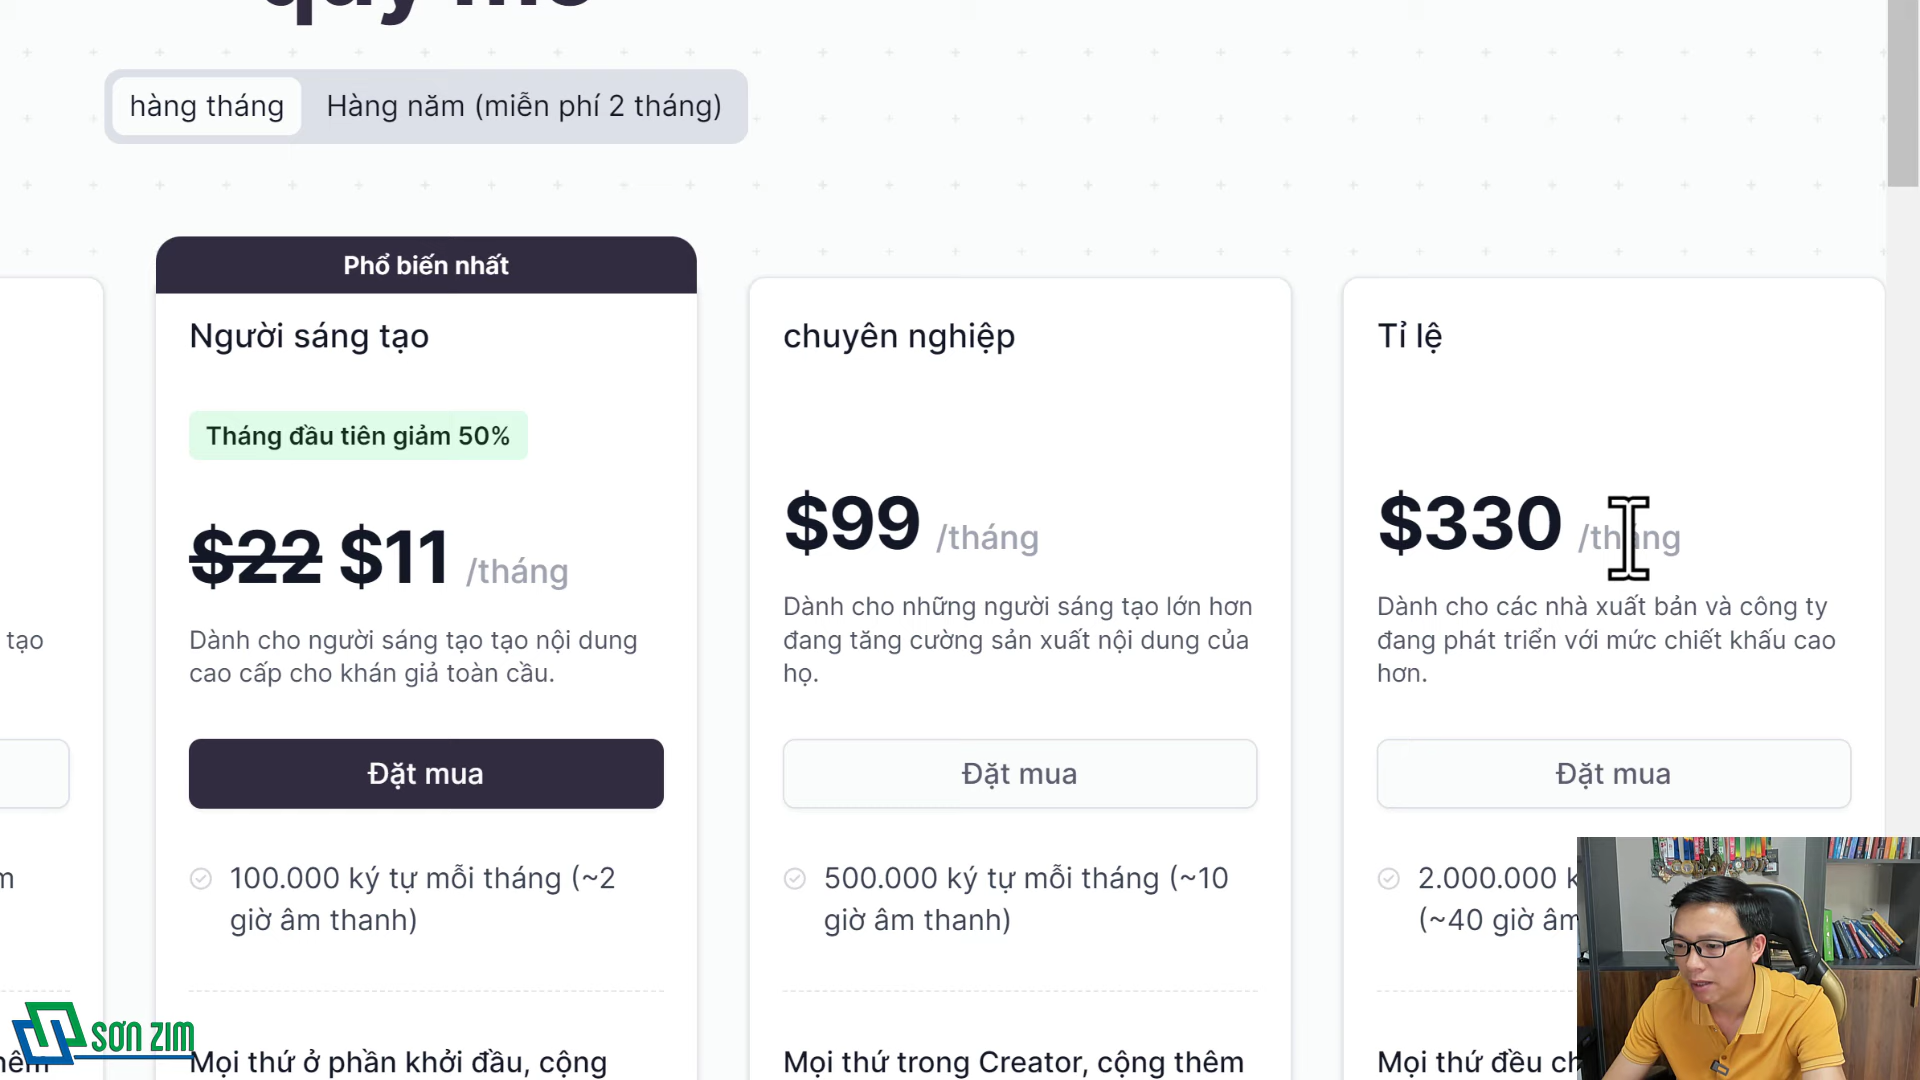 quy mô
hàng tháng
Hàng năm (miễn phí 2 tháng)
Phổ biến nhất
Người sáng tạo
Tháng đầu tiên giảm 50%
$22 $11 /tháng
Dành cho người sáng tạo tạo nội dung
cao cấp cho khán giả toàn cầu.
Đặt mua
100.000 ký tự mỗi tháng (~2
giờ âm thanh)
Mọi thứ ở phần khởi đầu, cộng
chuyên nghiệp
$99 /tháng
Dành cho những người sáng tạo lớn hơn
đang tăng cường sản xuất nội dung của
họ.
Đặt mua
500.000 ký tự mỗi tháng (~10
giờ âm thanh)
Mọi thứ trong Creator, cộng thêm
Tỉ lệ
$330 /tháng
Dành cho các nhà xuất bản và công ty
đang phát triển với mức chiết khấu cao
hơn.
Đặt mua
2.000.000 k
(~40 giờ âm
Mọi thứ đều ch
tạo
SƠN ZIM